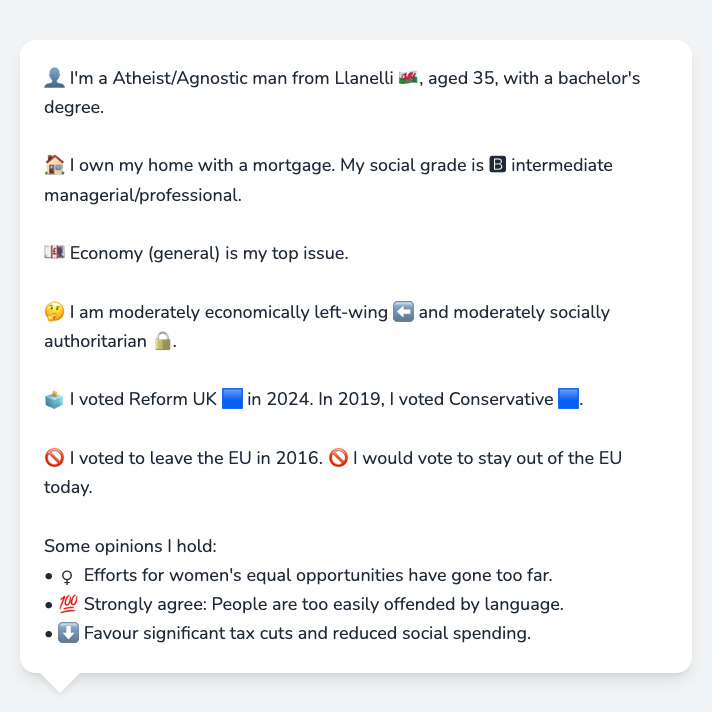 👤 I'm a Atheist/Agnostic man from Llanelli 🏴󠁧󠁢󠁷󠁬󠁳󠁿, aged 35, with a bachelor's
degree.
🏠 I own my home with a mortgage. My social grade is 🅱 intermediate
managerial/professional.
💷 Economy (general) is my top issue.
🤔 I am moderately economically left-wing ⬅️ and moderately socially
authoritarian 🔒.
🗳️ I voted Reform UK 🟦 in 2024. In 2019, I voted Conservative 🟦.
🚫 I voted to leave the EU in 2016. 🚫 I would vote to stay out of the EU
today.
Some opinions I hold:
• ♀ Efforts for women's equal opportunities have gone too far.
• 💯 Strongly agree: People are too easily offended by language.
• ⬇️ Favour significant tax cuts and reduced social spending.